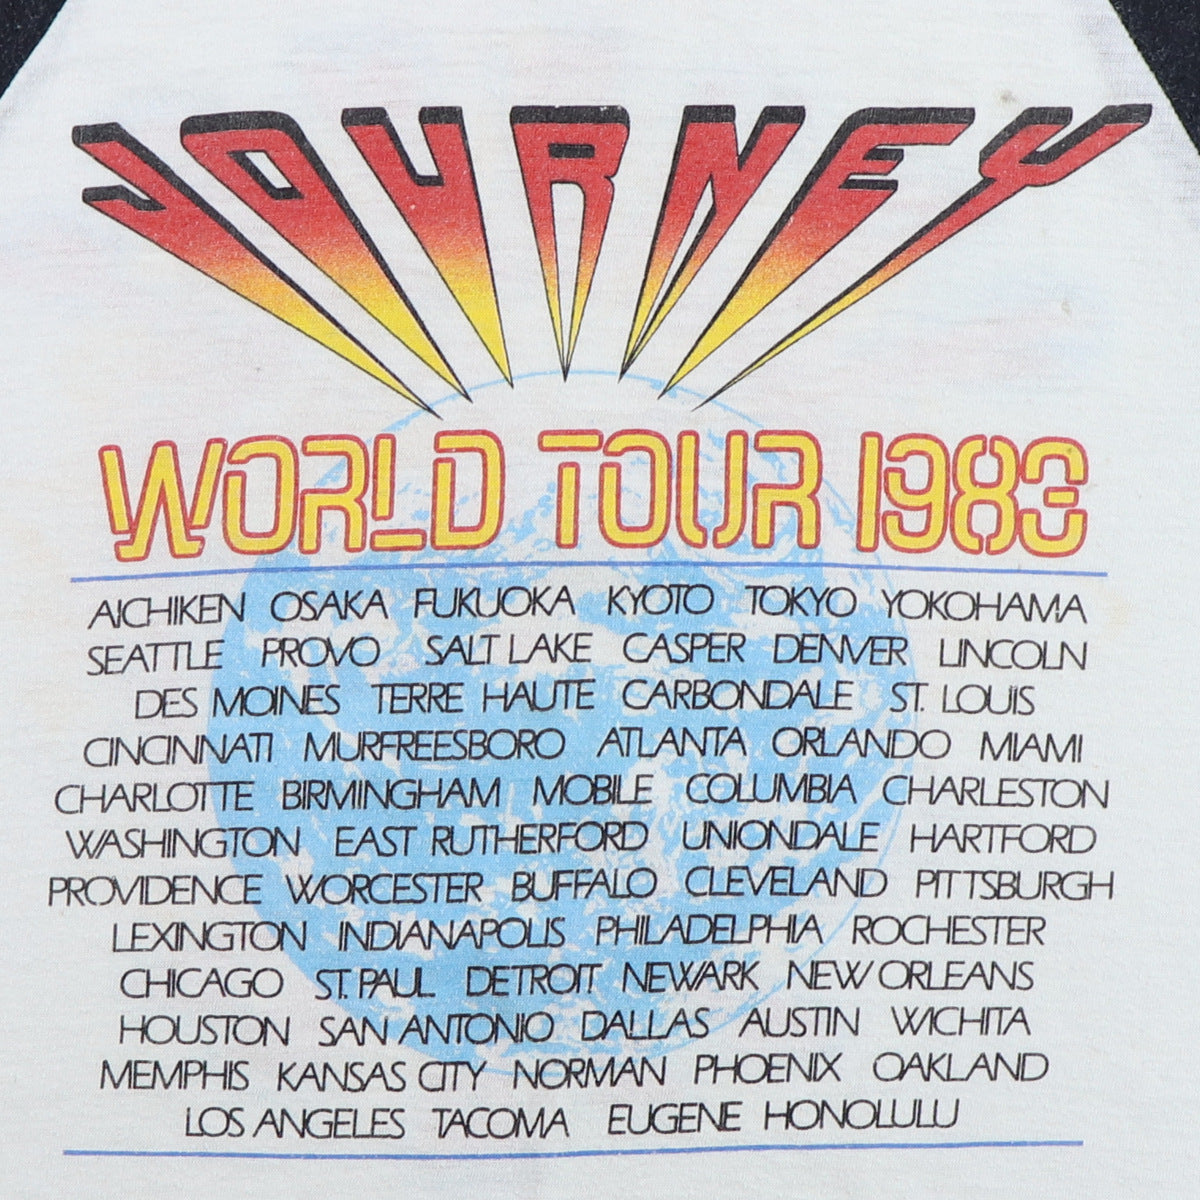 JOURNEY
WORLD TOUR 1983
AICHIKEN OSAKA FUKUOKA KYOTO TOKYO YOKOHAMA
SEATTLE PROVO SALT LAKE CASPER DENVER LINCOLN
DES MOINES TERRE HAUTE CARBONDALE ST. LOUIS
CINCINNATI MURFREESBORO ATLANTA ORLANDO MIAMI
CHARLOTTE BIRMINGHAM MOBILE COLUMBIA CHARLESTON
WASHINGTON EAST RUTHERFORD UNIONDALE HARTFORD
PROVIDENCE WORCESTER BUFFALO CLEVELAND PITTSBURGH
LEXINGTON INDIANAPOLIS PHILADELPHIA ROCHESTER
CHICAGO ST. PAUL DETROIT NEWARK NEW ORLEANS
HOUSTON SAN ANTONIO DALLAS AUSTIN WICHITA
MEMPHIS KANSAS CITY NORMAN PHOENIX OAKLAND
LOS ANGELES TACOMA EUGENE HONOLULU